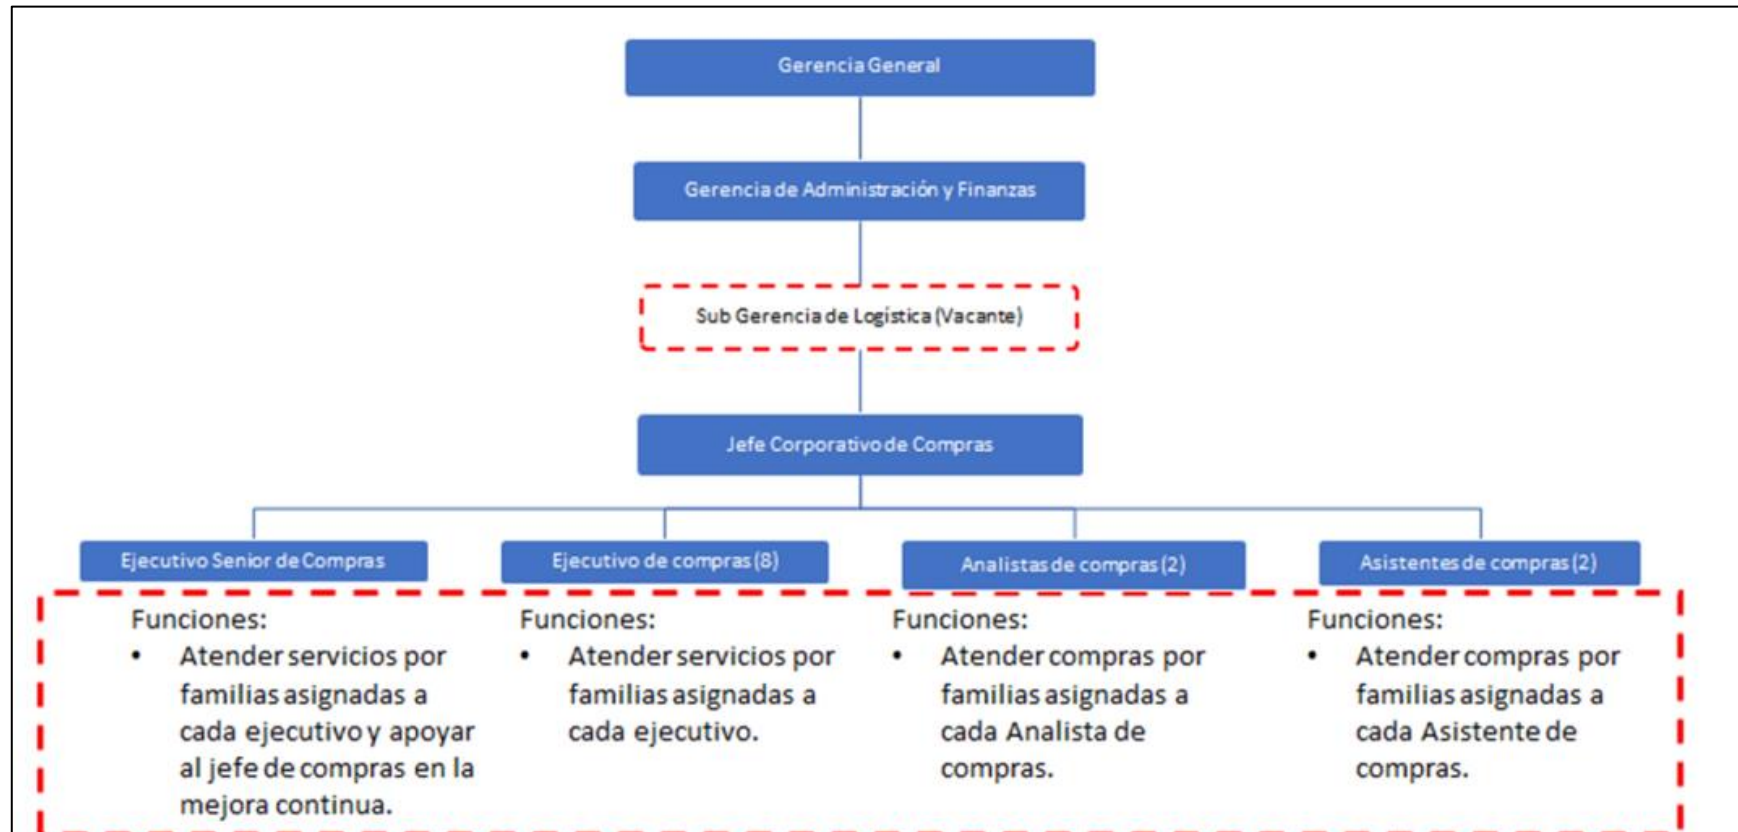 Gerencia General
Gerencia de Administración y Finanzas
Sub Gerencia de Logística (Vacante)
Jefe Corporativo de Compras
Ejecutivo Senior de Compras
Ejecutivo de compras (8)
Analistas de compras (2)
Asistentes de compras (2)
Funciones:
• Atender servicios por
familias asignadas a
cada ejecutivo y apoyar
al jefe de compras en la
mejora continua.
Funciones:
• Atender servicios por
familias asignadas a
cada ejecutivo.
Funciones:
• Atender compras por
familias asignadas a
cada Analista de
compras.
Funciones:
• Atender compras por
familias asignadas a
cada Asistente de
compras.